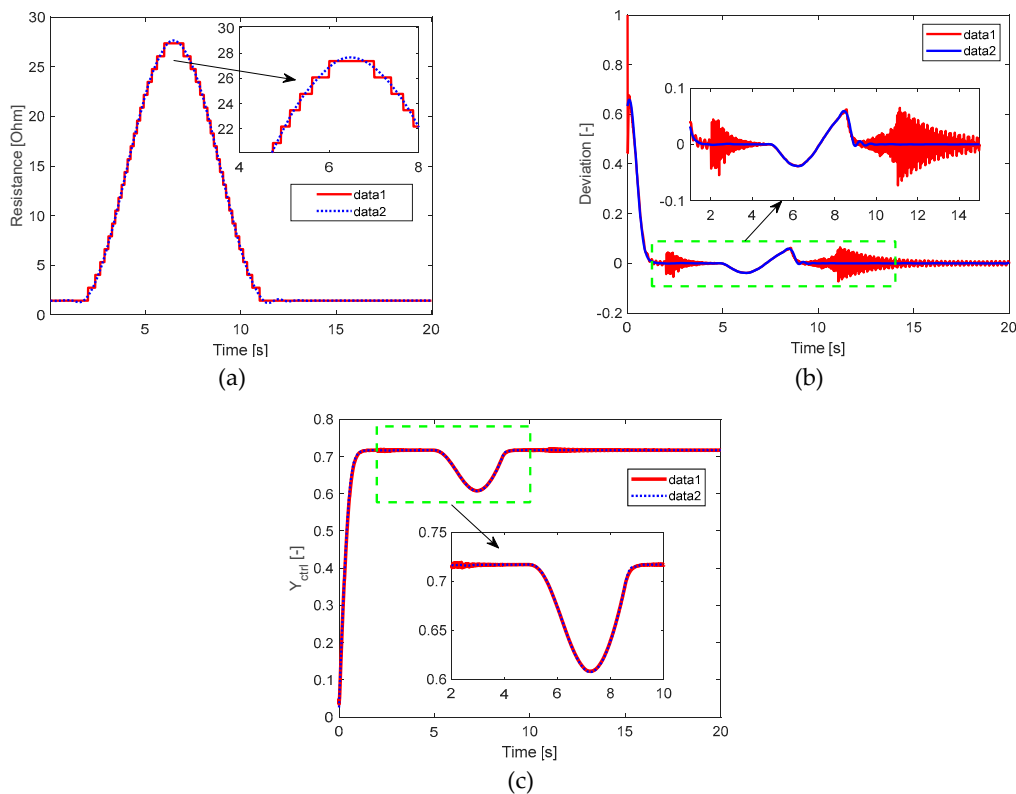 30
25
20
15
10
5
0
Resistance [Ohm]
5 10 15 20
Time [s]
28
26
24
22
4 6 8
data1
data2
(a)
1
0.8
0.6
0.4
0.2
0
-0.2
Deviation [-]
0 5 10 15 20
Time [s]
data1
data2
0.1
0
-0.1
2 4 6 8 10 12 14
(b)
0.8
0.7
0.6
0.5
0.4
0.3
0.2
0.1
0
Yctrl [-]
0 5 10 15 20
Time [s]
data1
data2
0.75
0.7
0.65
0.6
2 4 6 8 10
(c)